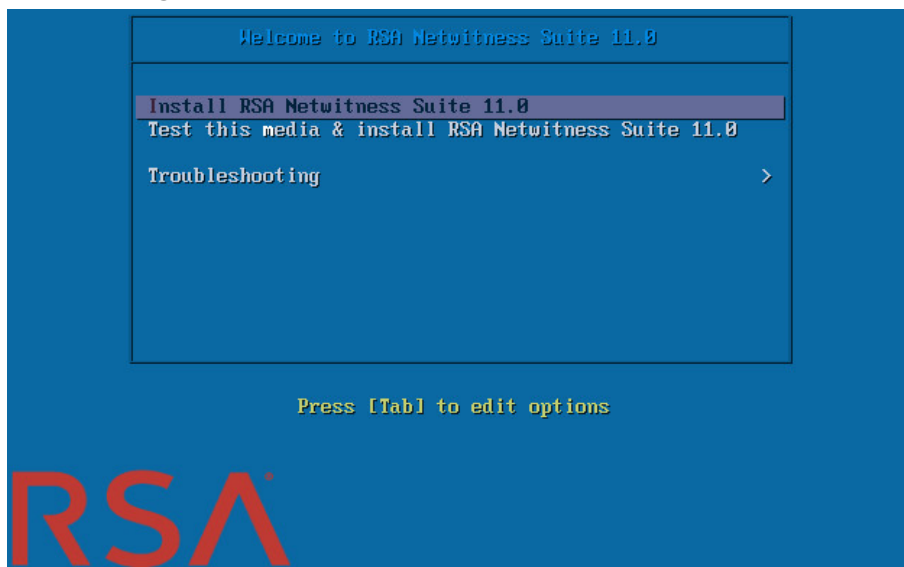 Welcome to RSA Netwitness Suite 11.0
Install RSA Netwitness Suite 11.0
Test this media & install RSA Netwitness Suite 11.0
Troubleshooting >
Press [Tab] to edit options
RSA